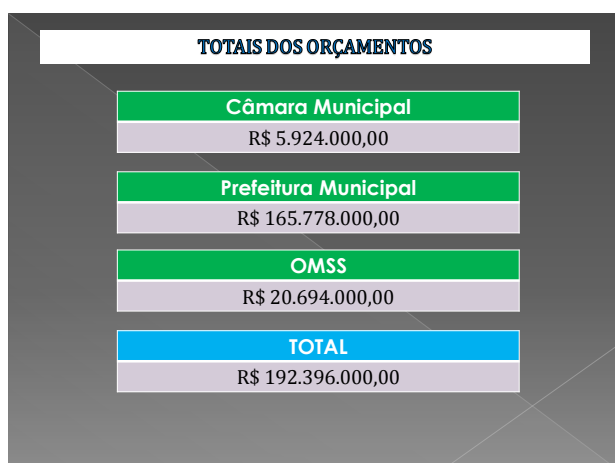 TOTAIS DOS ORÇAMENTOS
Câmara Municipal
R$ 5.924.000,00
Prefeitura Municipal
R$ 165.778.000,00
OMSS
R$ 20.694.000,00
TOTAL
R$ 192.396.000,00